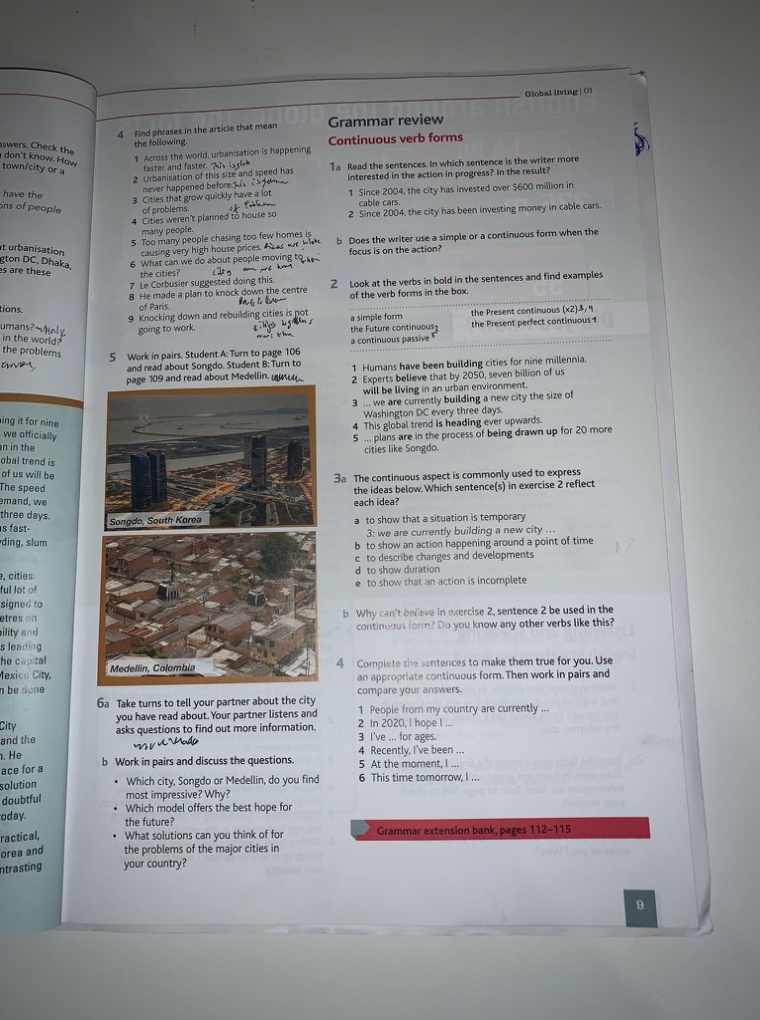 Global living | 01
swers. Check the
don't know. How
town/city or a
have the
ons of people
at urbanisation
gton DC, Dhaka,
es are these
tions.
umans?
in the world?
the problems
ing it for nine
we officially
an in the
obal trend is
of us will be
The speed
emand, we
three days.
s fast-
ding, slum
e, cities
ful lot of
signed to
etres on
bility and
s leading
he capital
Mexico City,
n be done
City
and the
n. He
ace for a
solution
doubtful
oday.
ractical,
orea and
ntrasting
4 Find phrases in the article that mean
the following.
1 Across the world, urbanisation is happening
faster and faster.
2 Urbanisation of this size and speed has
never happened before.
3 Cities that grow quickly have a lot
of problems.
4 Cities weren't planned to house so
many people.
5 Too many people chasing too few homes is
causing very high house prices.
6 What can we do about people moving to
the cities?
7 Le Corbusier suggested doing this.
8 He made a plan to knock down the centre
of Paris.
9 Knocking down and rebuilding cities is not
going to work.
5 Work in pairs. Student A: Turn to page 106
and read about Songdo. Student B: Turn to
page 109 and read about Medellin.
Songdo, South Korea
Medellin, Colombia
6a Take turns to tell your partner about the city
you have read about. Your partner listens and
asks questions to find out more information.
b Work in pairs and discuss the questions.
• Which city, Songdo or Medellin, do you find
most impressive? Why?
• Which model offers the best hope for
the future?
• What solutions can you think of for
the problems of the major cities in
your country?
Grammar review
Continuous verb forms
1a Read the sentences. In which sentence is the writer more
interested in the action in progress? In the result?
1 Since 2004, the city has invested over $600 million in
cable cars.
2 Since 2004, the city has been investing money in cable cars.
b Does the writer use a simple or a continuous form when the
focus is on the action?
2 Look at the verbs in bold in the sentences and find examples
of the verb forms in the box.
a simple form the Present continuous (x2) 3, 4
the Future continuous 2 the Present perfect continuous 1
a continuous passive 5
1 Humans have been building cities for nine millennia.
2 Experts believe that by 2050, seven billion of us
will be living in an urban environment.
3 ... we are currently building a new city the size of
Washington DC every three days.
4 This global trend is heading ever upwards.
5 ... plans are in the process of being drawn up for 20 more
cities like Songdo.
3a The continuous aspect is commonly used to express
the ideas below. Which sentence(s) in exercise 2 reflect
each idea?
a to show that a situation is temporary
3: we are currently building a new city ...
b to show an action happening around a point of time
c to describe changes and developments
d to show duration
e to show that an action is incomplete
b Why can't believe in exercise 2, sentence 2 be used in the
continuous form? Do you know any other verbs like this?
4 Complete the sentences to make them true for you. Use
an appropriate continuous form. Then work in pairs and
compare your answers.
1 People from my country are currently ...
2 In 2020, I hope I ...
3 I've ... for ages.
4 Recently, I've been ...
5 At the moment, I ...
6 This time tomorrow, I ...
Grammar extension bank, pages 112–115
9